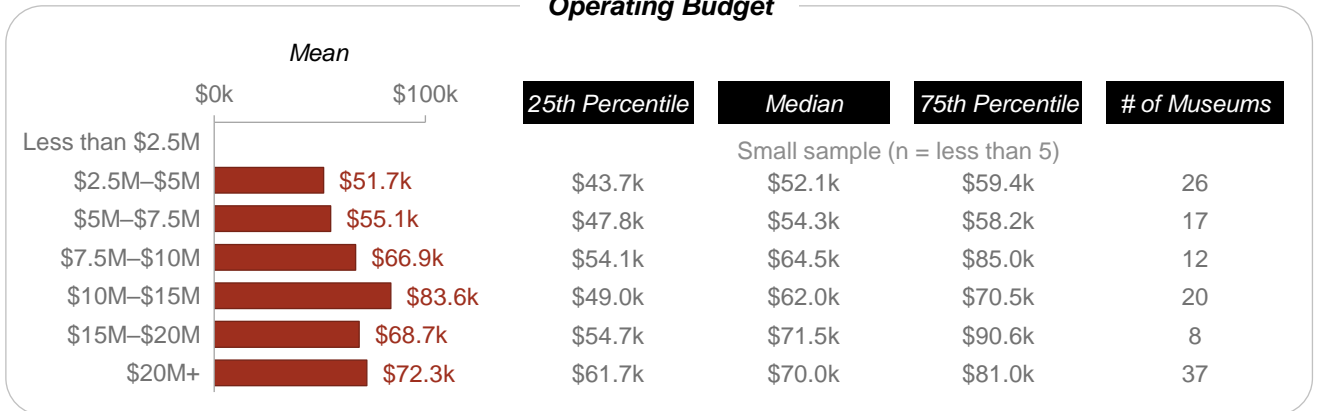 Operating Budget
Mean
$0k $100k 25th Percentile Median 75th Percentile # of Museums
Less than $2.5M Small sample (n = less than 5)
$2.5M–$5M $51.7k $43.7k $52.1k $59.4k 26
$5M–$7.5M $55.1k $47.8k $54.3k $58.2k 17
$7.5M–$10M $66.9k $54.1k $64.5k $85.0k 12
$10M–$15M $83.6k $49.0k $62.0k $70.5k 20
$15M–$20M $68.7k $54.7k $71.5k $90.6k 8
$20M+ $72.3k $61.7k $70.0k $81.0k 37